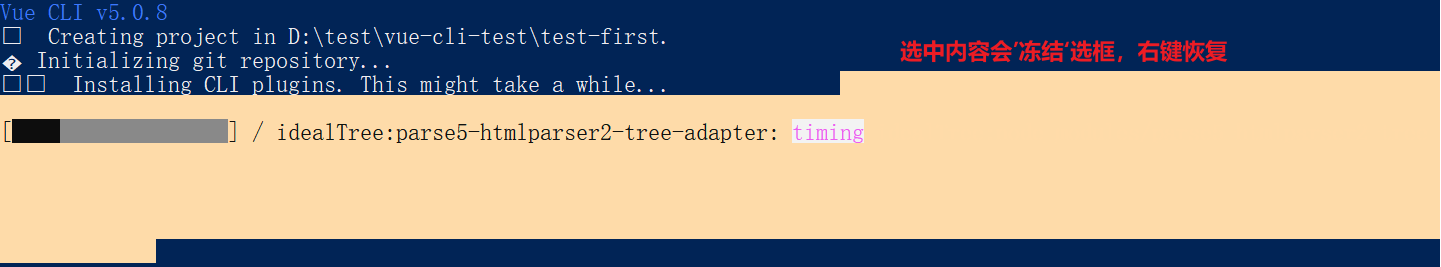 Vue CLI v5.0.8
□  Creating project in D:\test\vue-cli-test\test-first.
� Initializing git repository...
选中内容会’冻结‘选框，右键恢复
□□  Installing CLI plugins. This might take a while...
[] / idealTree:parse5-htmlparser2-tree-adapter: timing